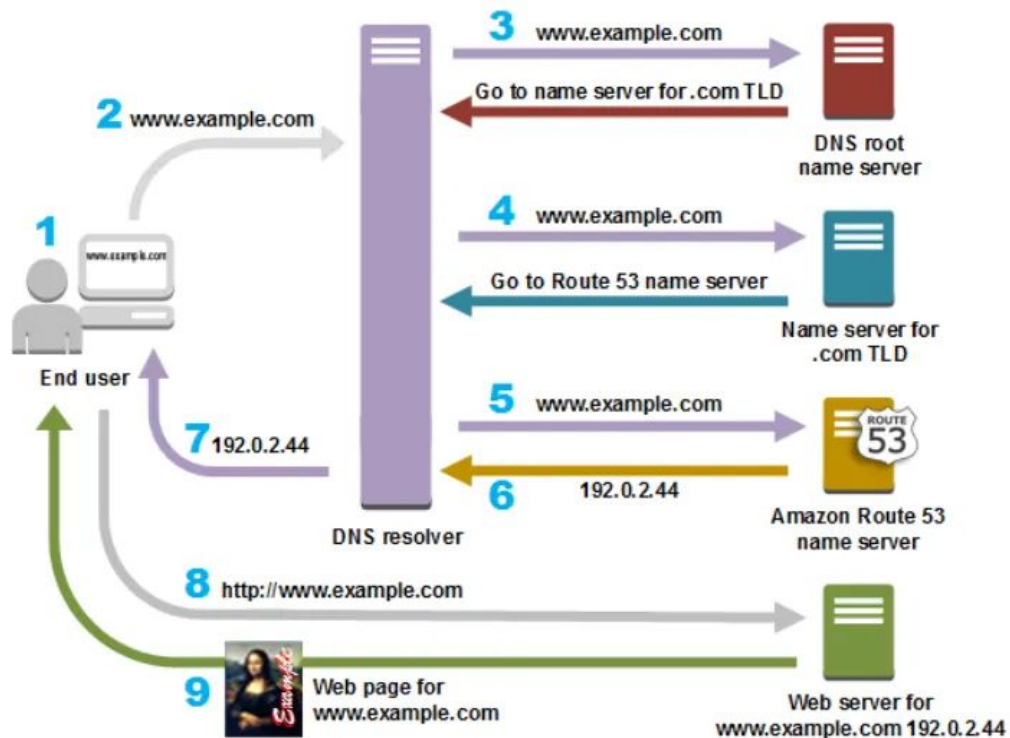 3 www.example.com
Go to name server for .com TLD
DNS root
name server
2 www.example.com
1
www.example.com
End user
4 www.example.com
Go to Route 53 name server
Name server for
.com TLD
5 www.example.com
ROUTE
53
6 192.0.2.44
Amazon Route 53
name server
7 192.0.2.44
DNS resolver
8 http://www.example.com
9
Example
Web page for
www.example.com
Web server for
www.example.com 192.0.2.44